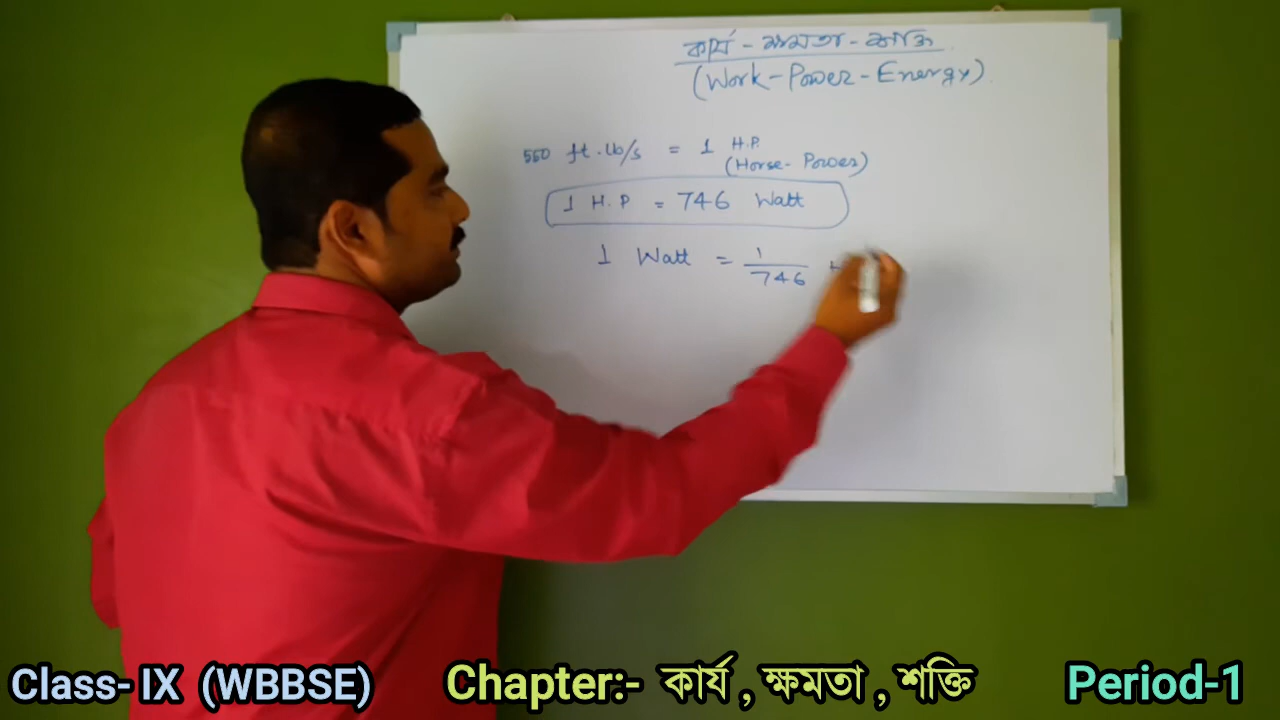 কার্য - ক্ষমতা - শক্তি
(Work-Power-Energy)
550 ft.lb/s = 1 H.P.
(Horse-Power)
1 H.P = 746 Watt
1 Watt = 1/746
Class-IX (WBBSE) Chapter:- কার্য , ক্ষমতা , শক্তি Period-1